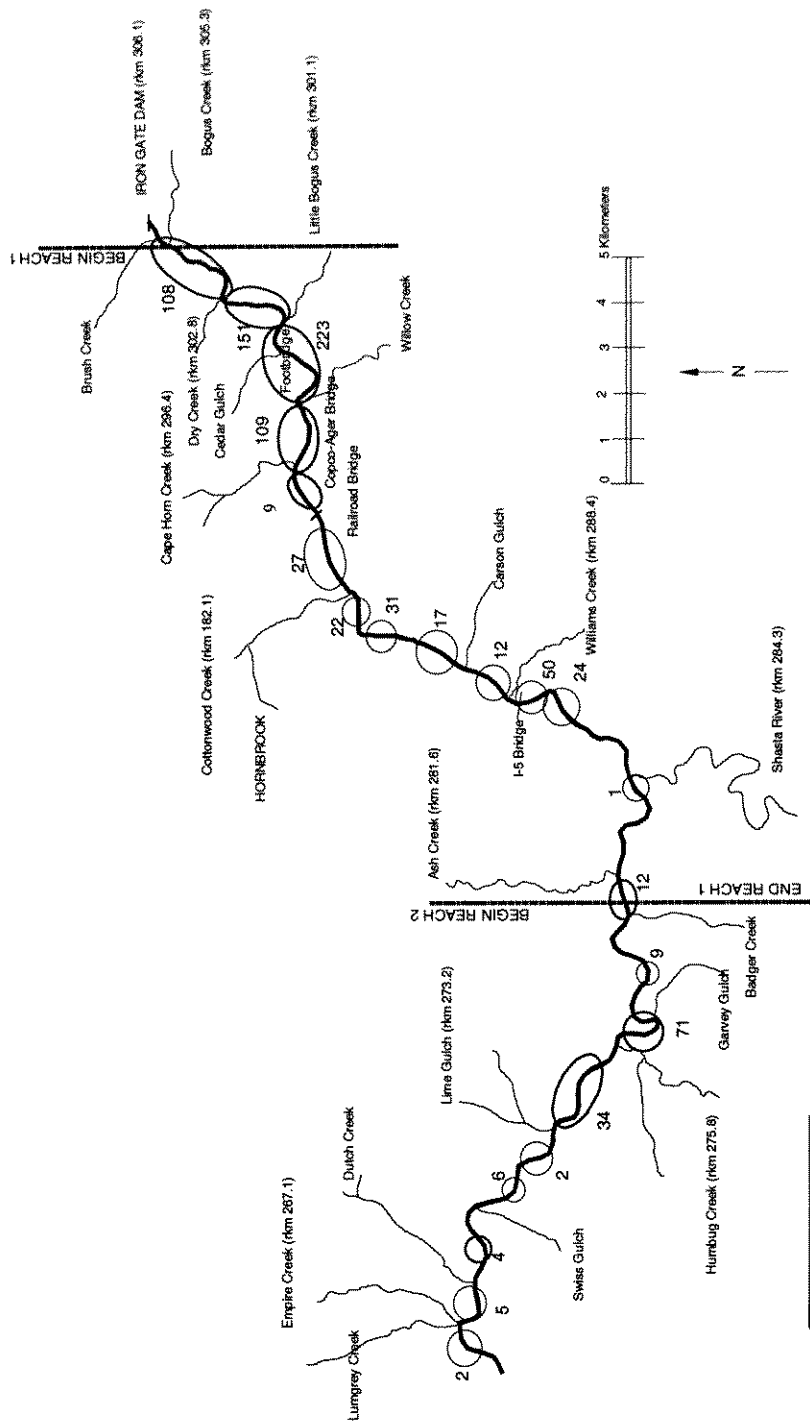 BEGIN REACH 1
IRON GATE DAM (rkm 306.1)
Bogus Creek (rkm 305.3)
Little Bogus Creek (rkm 301.1)
Brush Creek
108
Dry Creek (rkm 302.8)
151
Cedar Gulch
Footbridge
223
Willow Creek
Cape Horn Creek (rkm 296.4)
109
Copco-Ager Bridge
9
Railroad Bridge
27
Cottonwood Creek (rkm 182.1)
HORNBROOK
22
31
17
Carson Gulch
12
Williams Creek (rkm 288.4)
50
I-5 Bridge
24
Shasta River (rkm 284.3)
1
Ash Creek (rkm 281.6)
12
BEGIN REACH 2
END REACH 1
Badger Creek
9
Garvey Gulch
71
Humbug Creek (rkm 275.8)
Lime Gulch (rkm 273.2)
34
2
6
Swiss Gulch
Dutch Creek
4
Empire Creek (rkm 267.1)
5
Lumgrey Creek
2
0 1 2 3 4 5 Kilometers
N